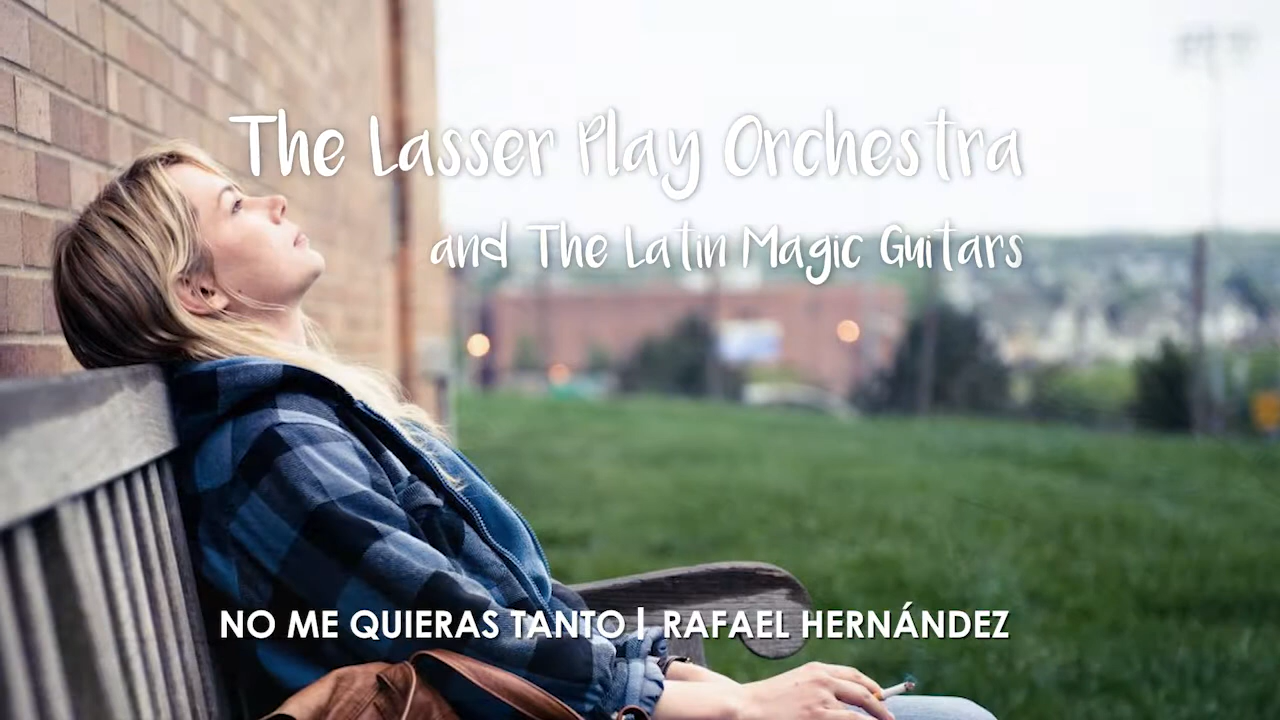 The Lasser Play Orchestra
and The Latin Magic Guitars
NO ME QUIERAS TANTO | RAFAEL HERNÁNDEZ